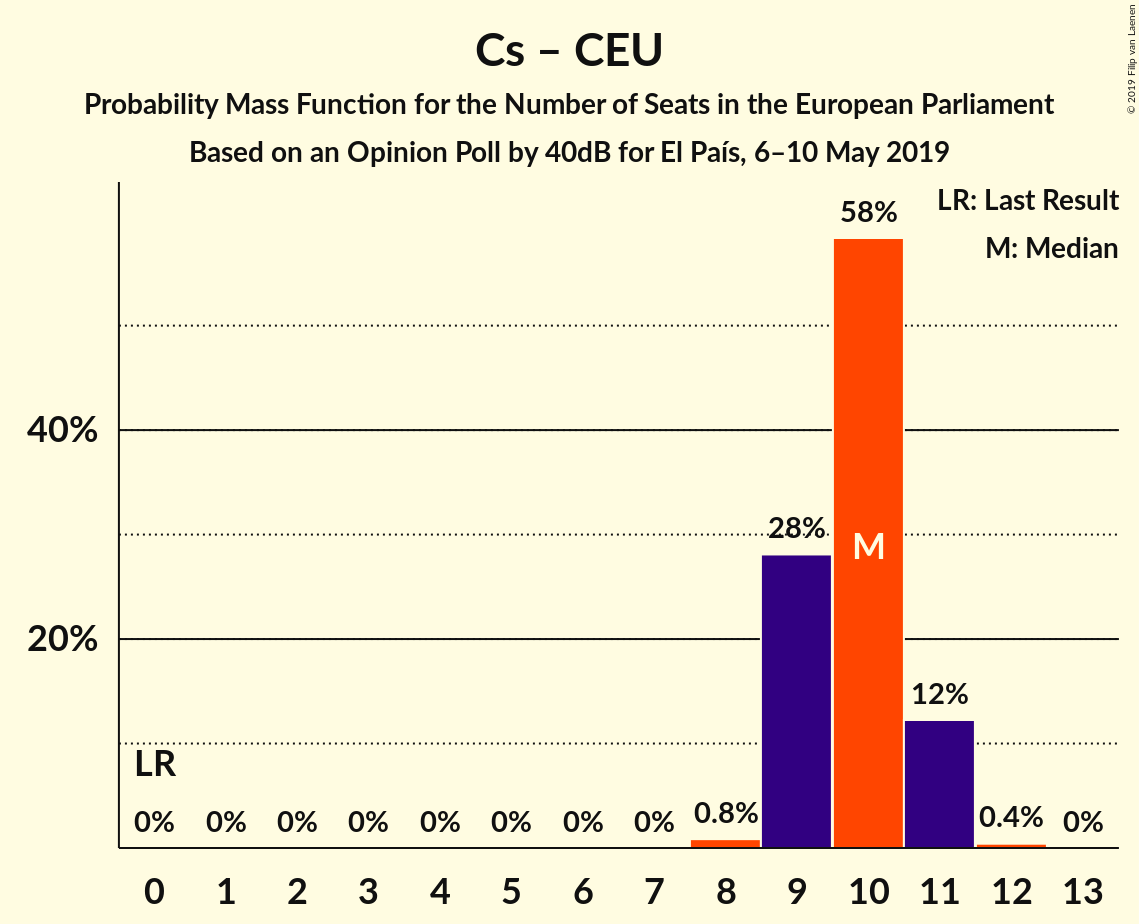 Cs – CEU
Probability Mass Function for the Number of Seats in the European Parliament
Based on an Opinion Poll by 40dB for El País, 6–10 May 2019
© 2019 Filip van Laenen
LR: Last Result
M: Median
58%
40%
28%
M
20%
12%
LR
0% 0% 0% 0% 0% 0% 0% 0% 0.8% 0.4% 0%
0 1 2 3 4 5 6 7 8 9 10 11 12 13